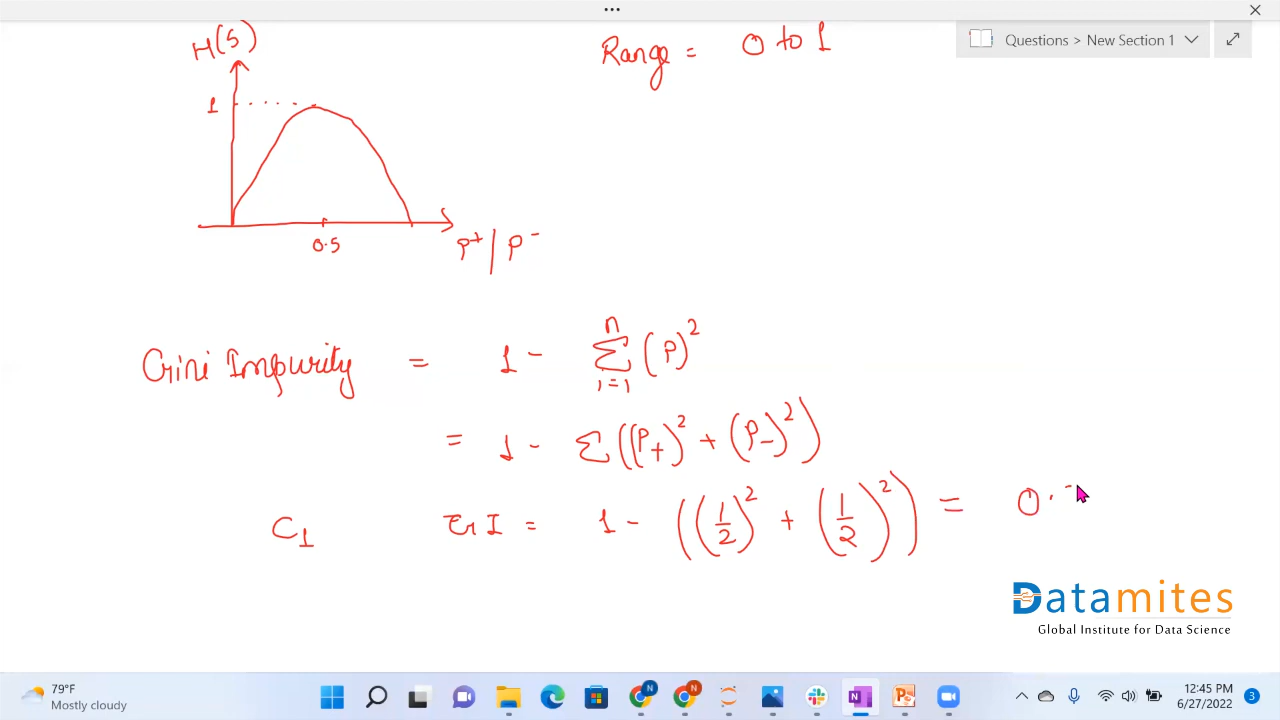 Questions > New Section 1
H(S)
Range = 0 to 1
1
0.5
P+ | P-
Gini Impurity = 1 - n Σ i=1 (P)²
= 1 - Σ((P+)² + (P-)²)
C1 GI = 1 - ((1/2)² + (1/2)²) = 0.
Datamites
Global Institute for Data Science
79°F
Mostly cloudy
12:45 PM
6/27/2022
3